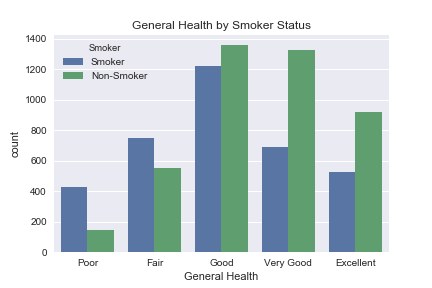 General Health by Smoker Status
Smoker
Smoker
Non-Smoker
1400
1200
1000
800
600
400
200
0
count
Poor Fair Good Very Good Excellent
General Health